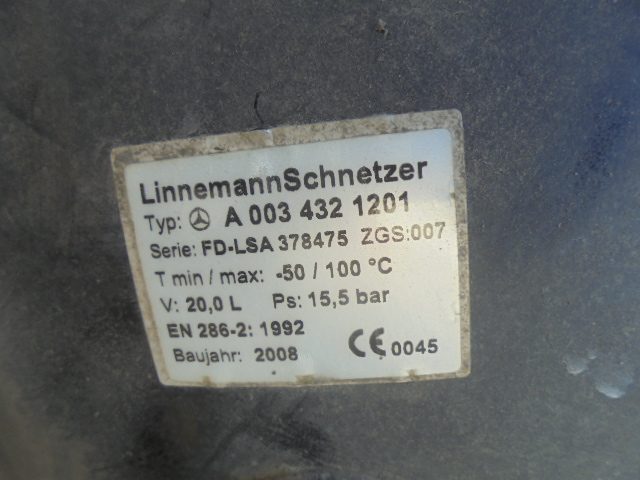 LinnemannSchnetzer
Typ: A 003 432 1201
Serie: FD-LSA 378475 ZGS:007
T min / max: -50 / 100 °C
V: 20,0 L Ps: 15,5 bar
EN 286-2: 1992
Baujahr: 2008 CE 0045